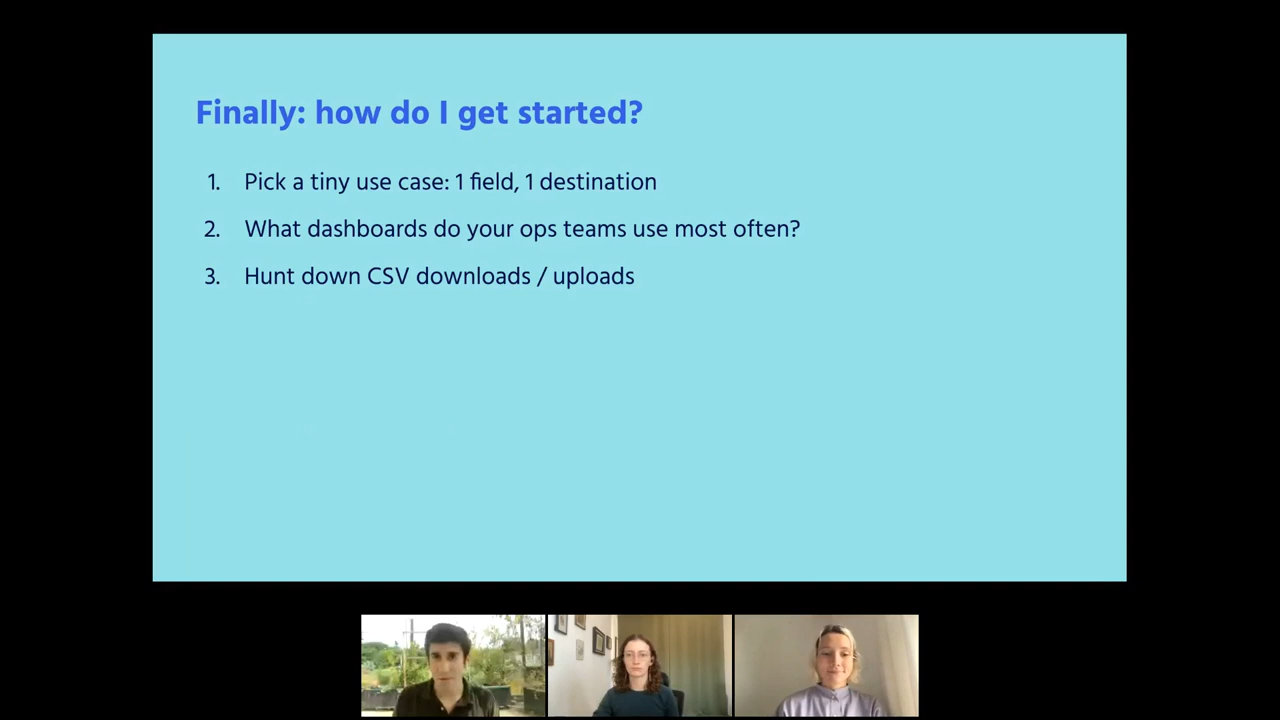 Finally: how do I get started?
1. Pick a tiny use case: 1 field, 1 destination
2. What dashboards do your ops teams use most often?
3. Hunt down CSV downloads / uploads